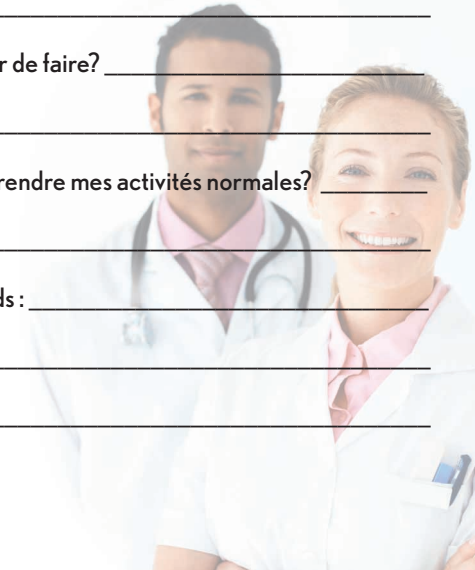 r de faire?
rendre mes activités normales?
ds :